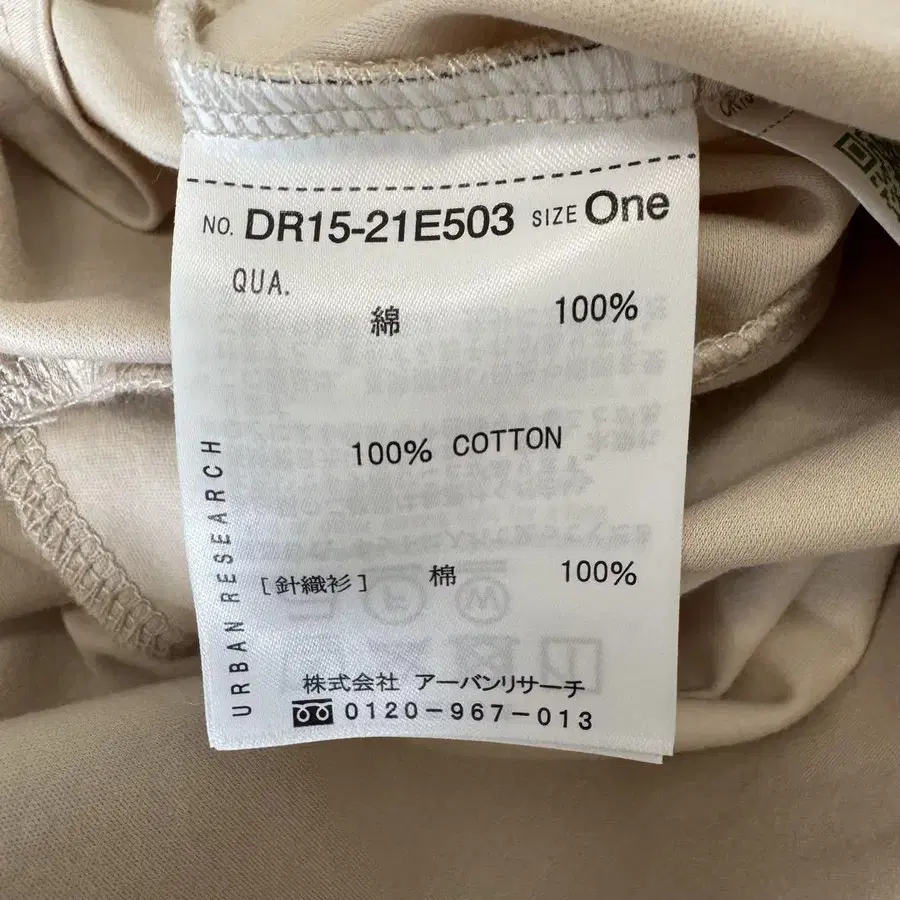 NO. DR15-21E503 SIZE One
QUA.
綿 100%
100% COTTON
[針織衫] 棉 100%
URBAN RESEARCH
株式会社 アーバンリサーチ
0120-967-013